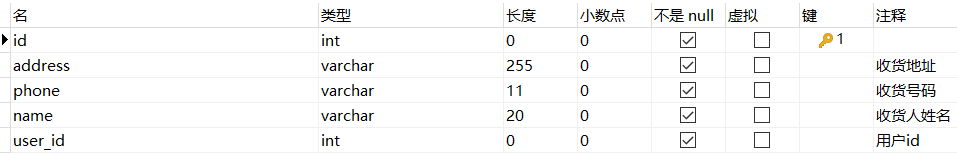 名 类型 长度 小数点 不是 null 虚拟 键 注释
id int 0 0 1
address varchar 255 0 收货地址
phone varchar 11 0 收货号码
name varchar 20 0 收货人姓名
user_id int 0 0 用户id